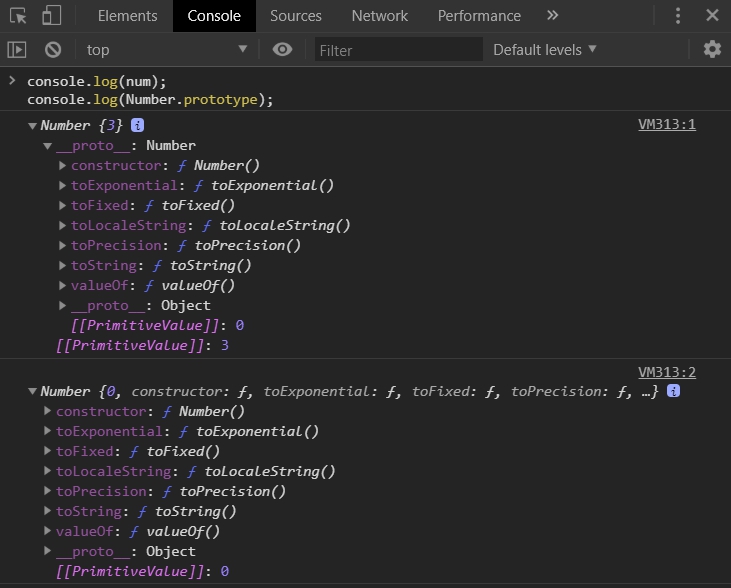 Elements Console Sources Network Performance »
top Filter Default levels
> console.log(num);
console.log(Number.prototype);
Number {3} i VM313:1
__proto__: Number
constructor: ƒ Number()
toExponential: ƒ toExponential()
toFixed: ƒ toFixed()
toLocaleString: ƒ toLocaleString()
toPrecision: ƒ toPrecision()
toString: ƒ toString()
valueOf: ƒ valueOf()
__proto__: Object
[[PrimitiveValue]]: 0
[[PrimitiveValue]]: 3
VM313:2
Number {0, constructor: ƒ, toExponential: ƒ, toFixed: ƒ, toPrecision: ƒ, …} i
constructor: ƒ Number()
toExponential: ƒ toExponential()
toFixed: ƒ toFixed()
toLocaleString: ƒ toLocaleString()
toPrecision: ƒ toPrecision()
toString: ƒ toString()
valueOf: ƒ valueOf()
__proto__: Object
[[PrimitiveValue]]: 0